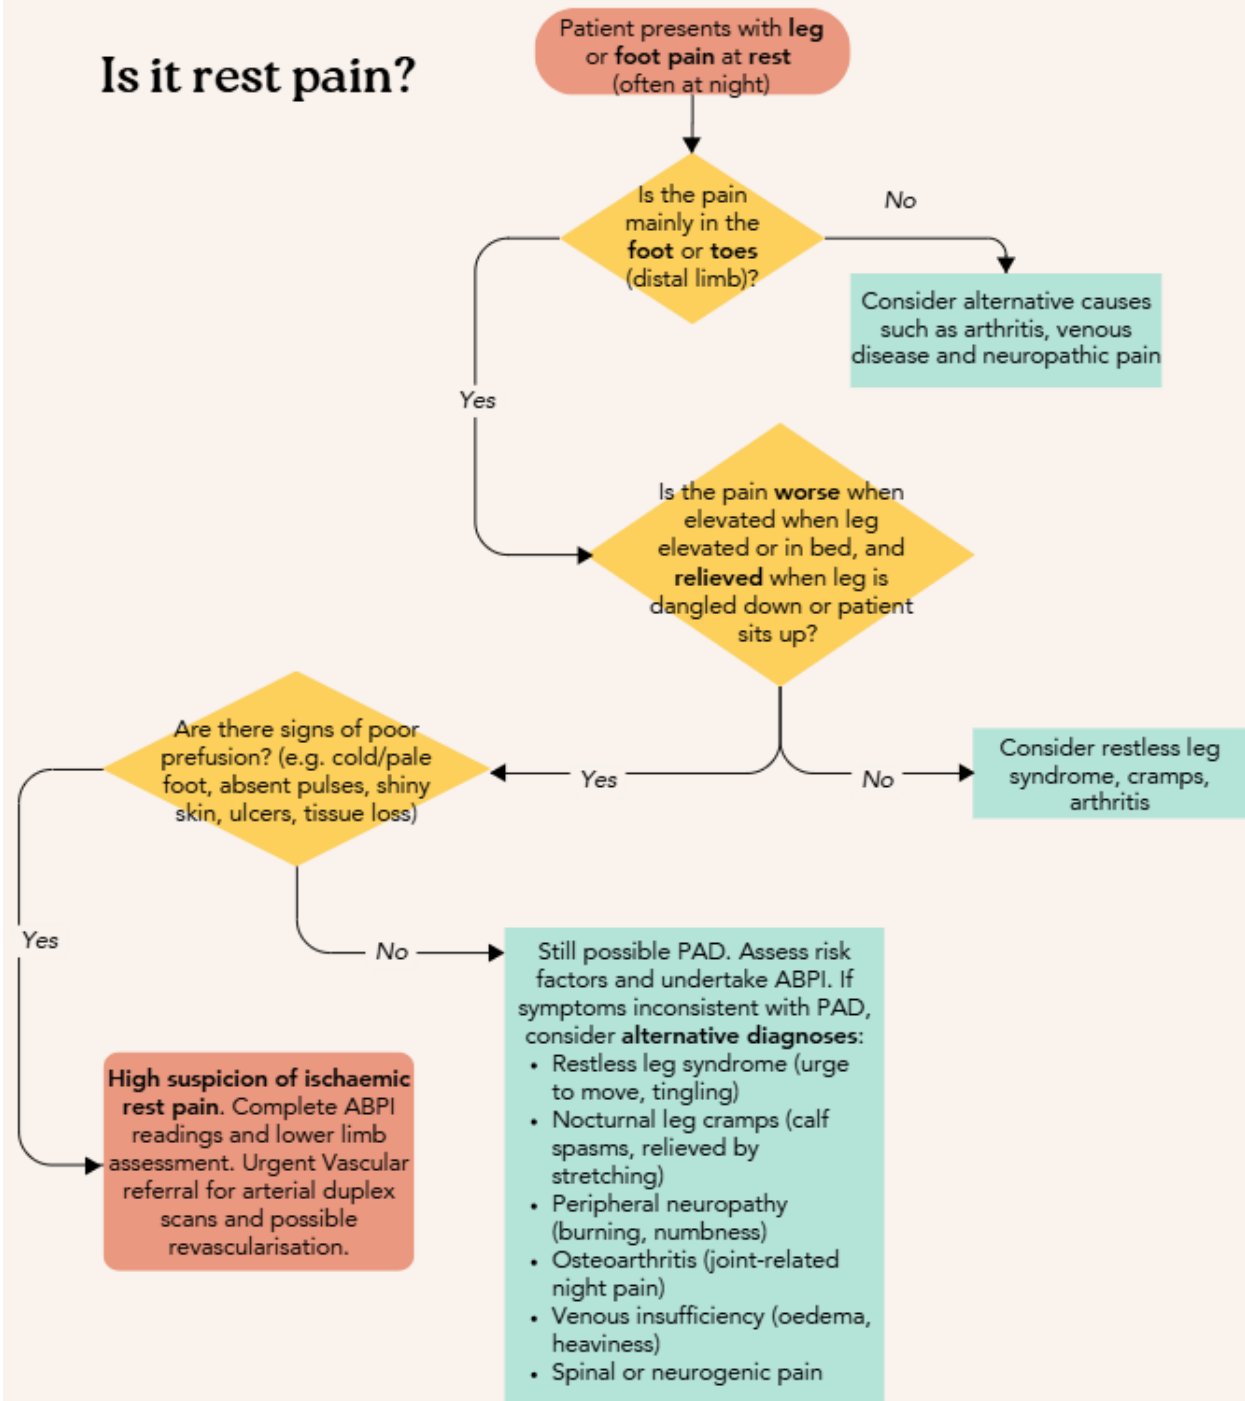 Is it rest pain?
Patient presents with leg
or foot pain at rest
(often at night)
Is the pain
mainly in the
foot or toes
(distal limb)?
No
Consider alternative causes
such as arthritis, venous
disease and neuropathic pain
Yes
Is the pain worse when
elevated when leg
elevated or in bed, and
relieved when leg is
dangled down or patient
sits up?
Are there signs of poor
prefusion? (e.g. cold/pale
foot, absent pulses, shiny
skin, ulcers, tissue loss)
Yes
No
Consider restless leg
syndrome, cramps,
arthritis
Yes
No
Still possible PAD. Assess risk
factors and undertake ABPI. If
symptoms inconsistent with PAD,
consider alternative diagnoses:
• Restless leg syndrome (urge
to move, tingling)
• Nocturnal leg cramps (calf
spasms, relieved by
stretching)
• Peripheral neuropathy
(burning, numbness)
• Osteoarthritis (joint-related
night pain)
• Venous insufficiency (oedema,
heaviness)
• Spinal or neurogenic pain
High suspicion of ischaemic
rest pain. Complete ABPI
readings and lower limb
assessment. Urgent Vascular
referral for arterial duplex
scans and possible
revascularisation.